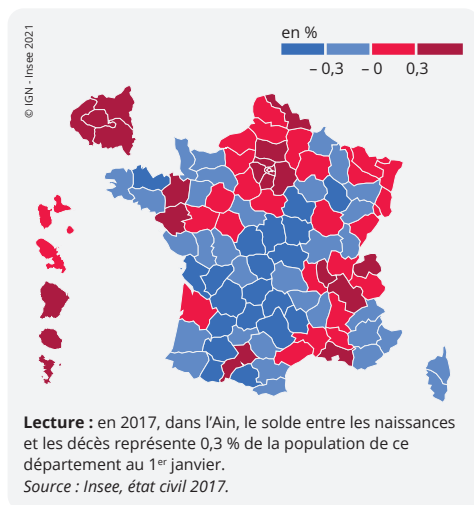 en %
– 0,3 – 0 0,3
© IGN - Insee 2021
Lecture : en 2017, dans l’Ain, le solde entre les naissances
et les décès représente 0,3 % de la population de ce
département au 1er janvier.
Source : Insee, état civil 2017.